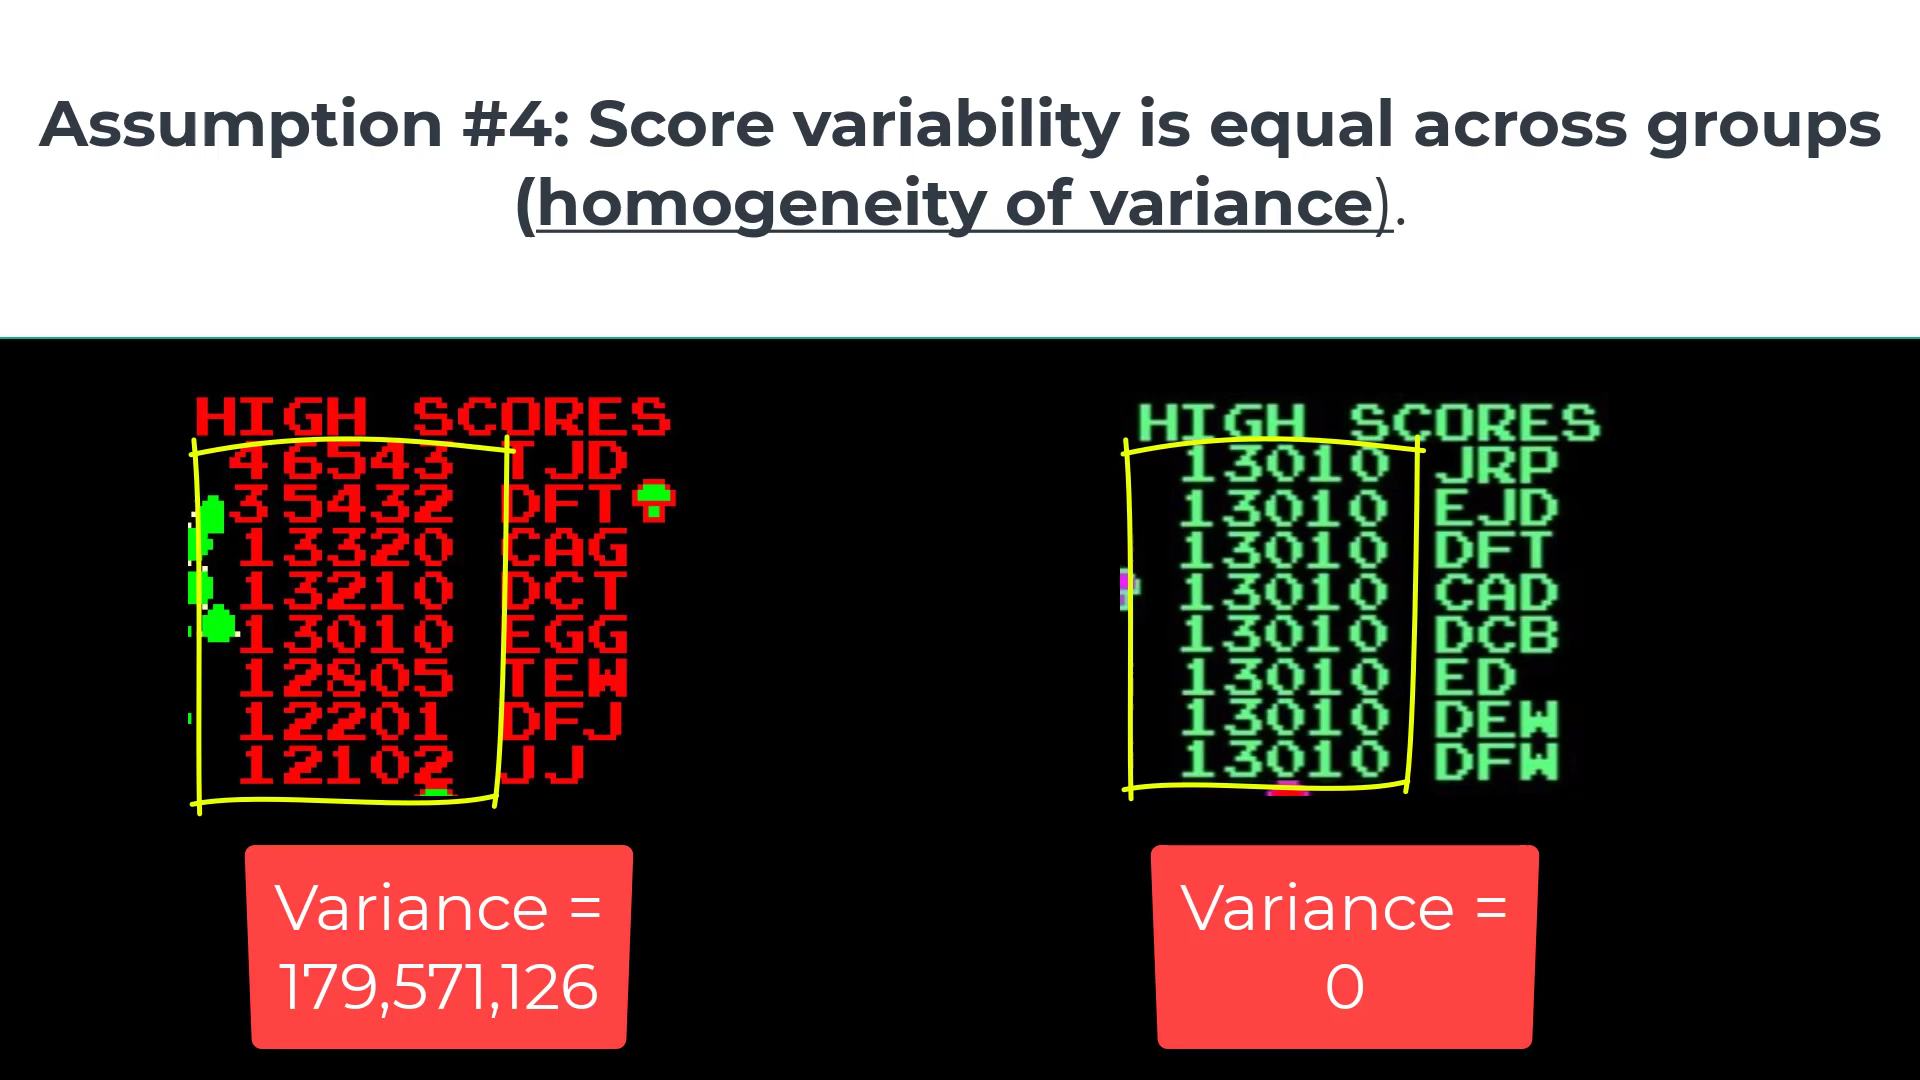 Assumption #4: Score variability is equal across groups
(homogeneity of variance).
HIGH SCORES
46543 TJD
35432 DFT
13320 CAG
13210 DCT
13010 EGG
12805 TEW
12201 DFJ
12102 JJ
Variance =
179,571,126
HIGH SCORES
13010 JRP
13010 EJD
13010 DFT
13010 CAD
13010 DCB
13010 ED
13010 DEW
13010 DFW
Variance =
0